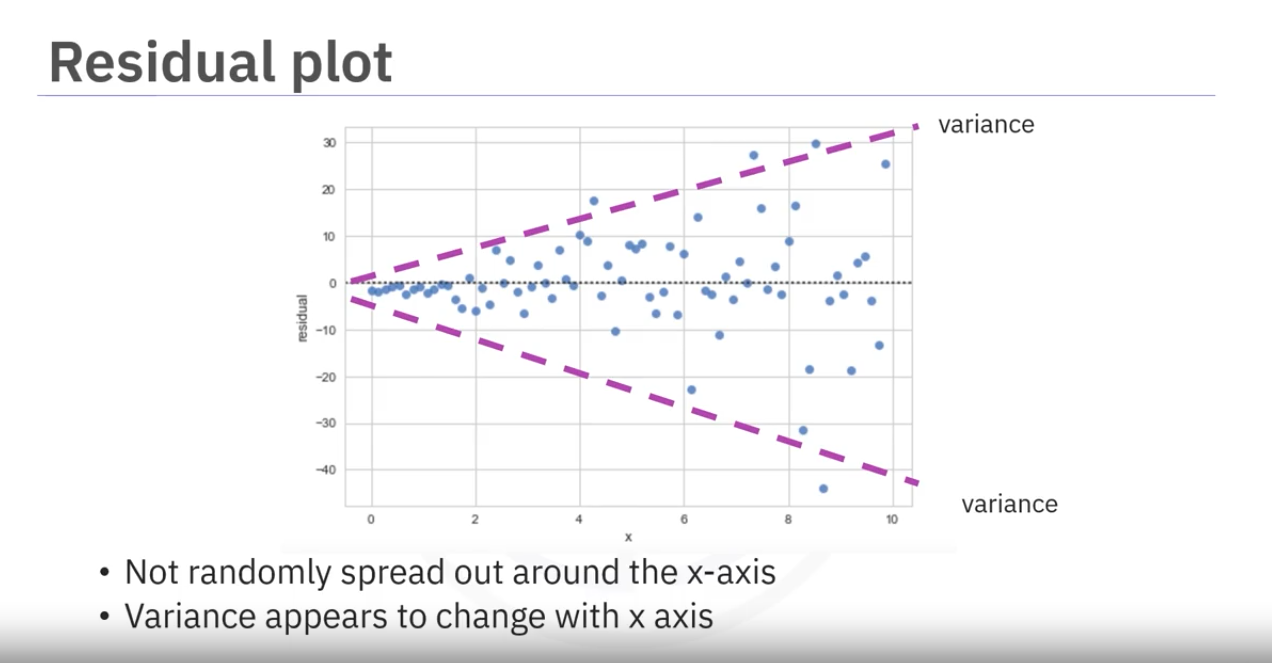 Residual plot
variance
30
20
10
0
−10
−20
−30
−40
residual
0 2 4 6 8 10
x
variance
• Not randomly spread out around the x-axis
• Variance appears to change with x axis